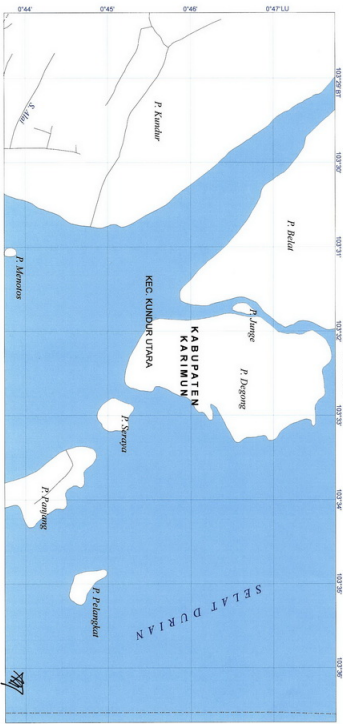 0°44'
0°45'
0°46'
0°47'LU
103°29'BT
103°30'
103°31'
103°32'
103°33'
103°34'
103°35'
103°36'
P. Kundur
S. Alai
P. Belat
P. Menotos
P. Junge
KEC. KUNDUR UTARA
KABUPATEN
KARIMUN
P. Degong
P. Seraya
P. Panjang
P. Pelangkat
SELAT DURIAN